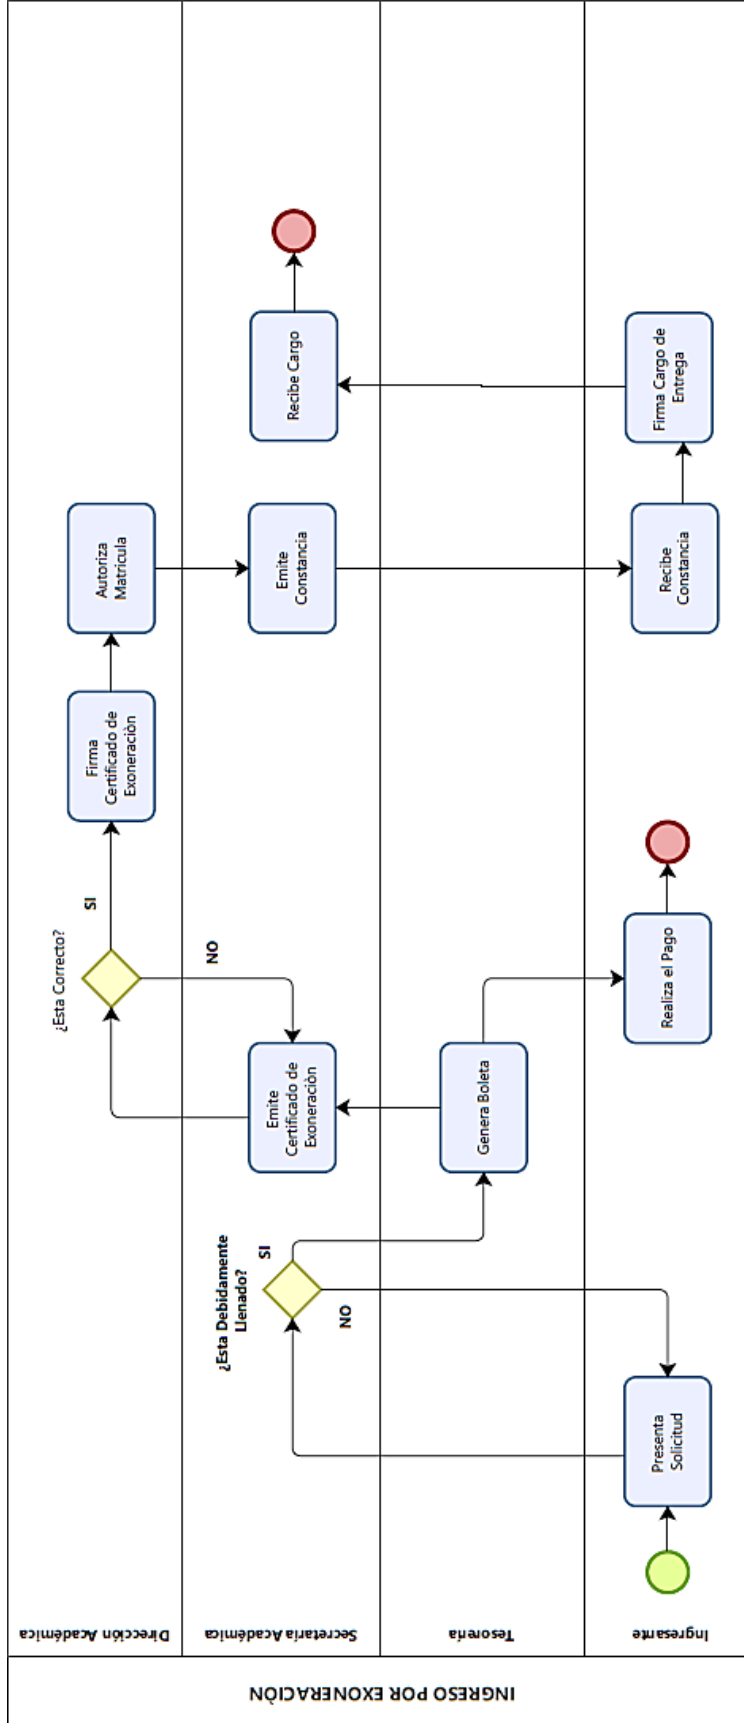 INGRESO POR EXONERACIÒN
Dirección Académica
¿Esta Correcto?
SI
NO
Firma
Certificado de
Exoneraciòn
Autoriza
Matricula
Secretaría Académica
¿Esta Debidamente
Llenado?
SI
NO
Emite
Certificado de
Exoneraciòn
Emite
Constancia
Recibe Cargo
Tesorería
Genera Boleta
Ingresante
Presenta
Solicitud
Realiza el Pago
Recibe
Constancia
Firma Cargo de
Entrega